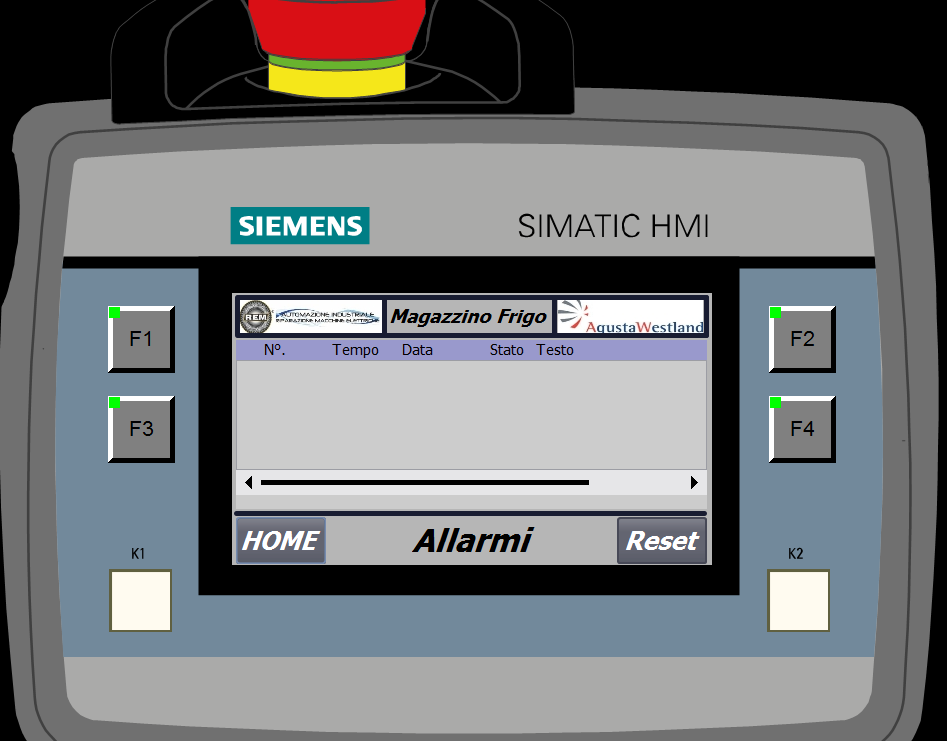 SIEMENS
SIMATIC HMI
F1
F2
REM
AUTOMAZIONE INDUSTRIALE
RIPARAZIONE MACCHINE ELETTRICHE
Magazzino Frigo
AgustaWestland
N°. Tempo Data Stato Testo
F3
F4
HOME
Allarmi
Reset
K1
K2